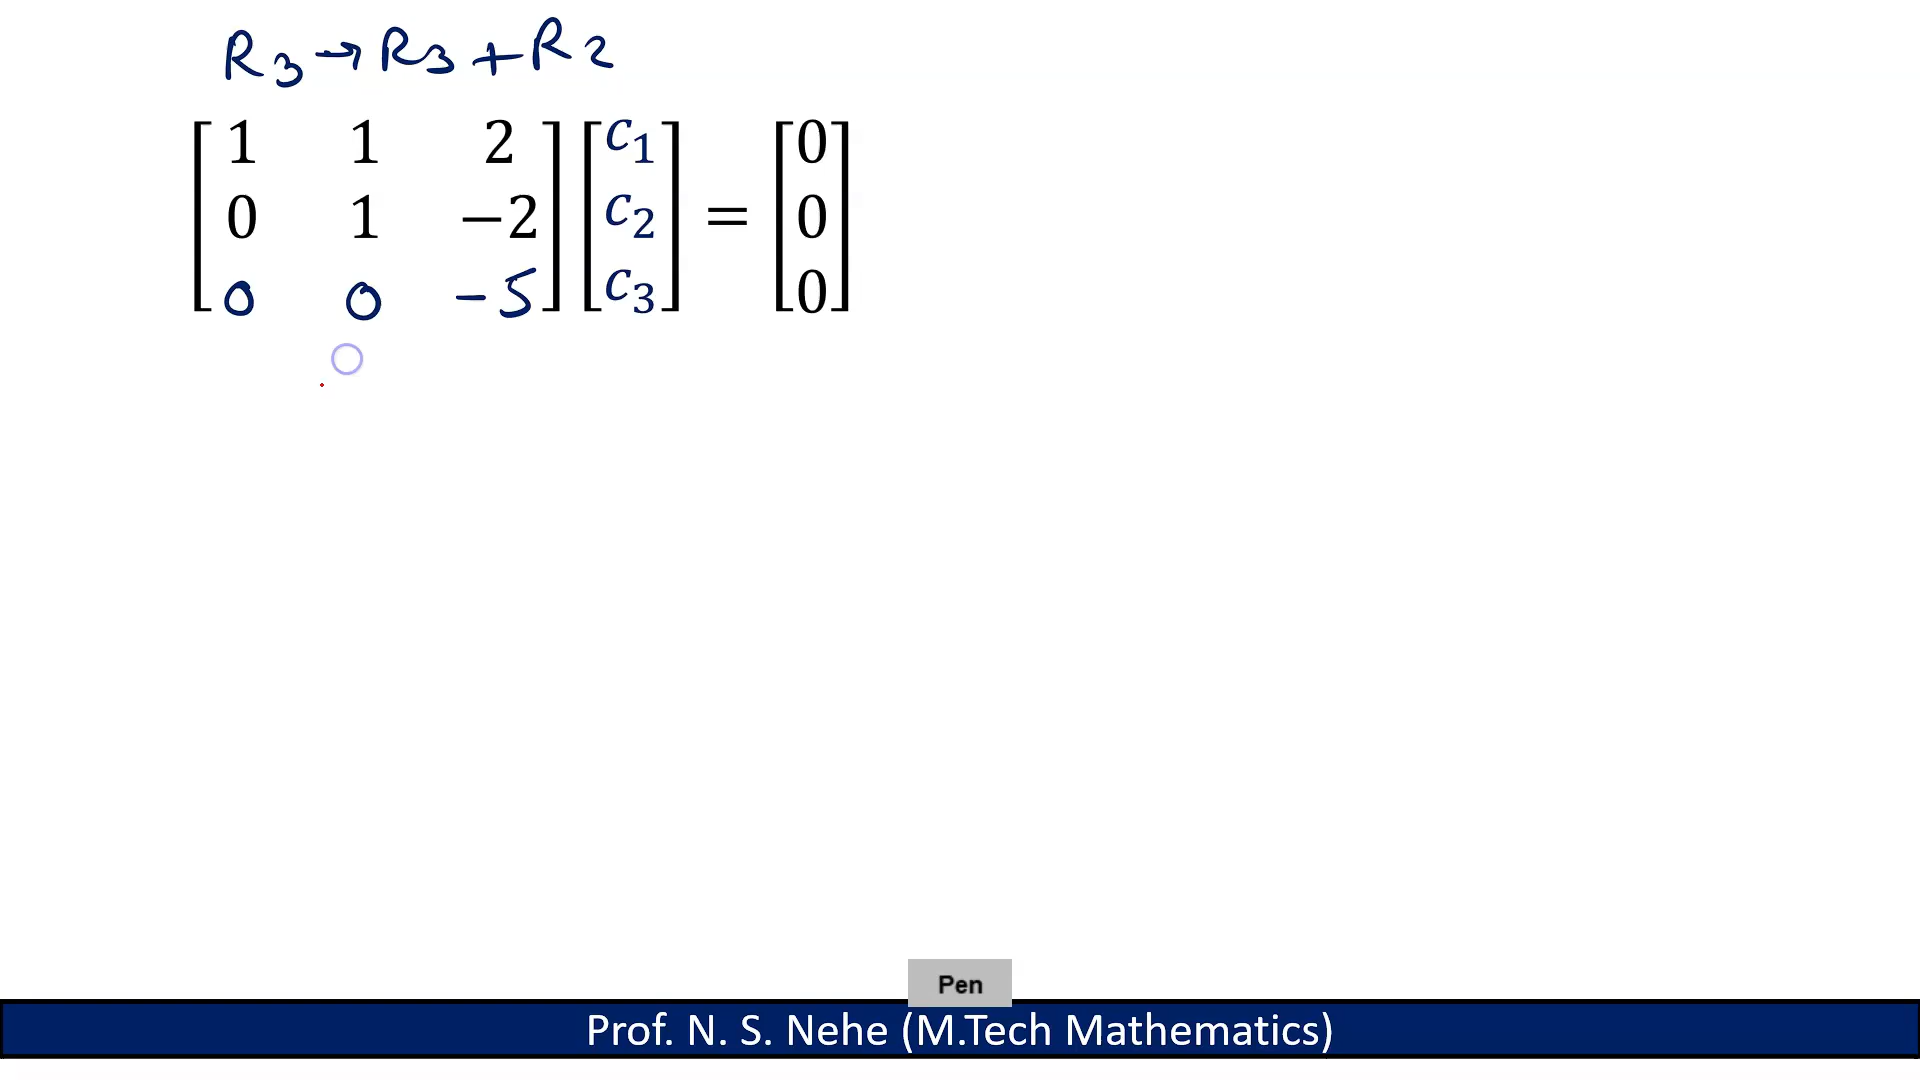 R3→R3+R2
[1 1 2] [c₁] [0]
[0 1 −2] [c₂] = [0]
[0 0 -5] [c₃] [0]
Pen
Prof. N. S. Nehe (M.Tech Mathematics)